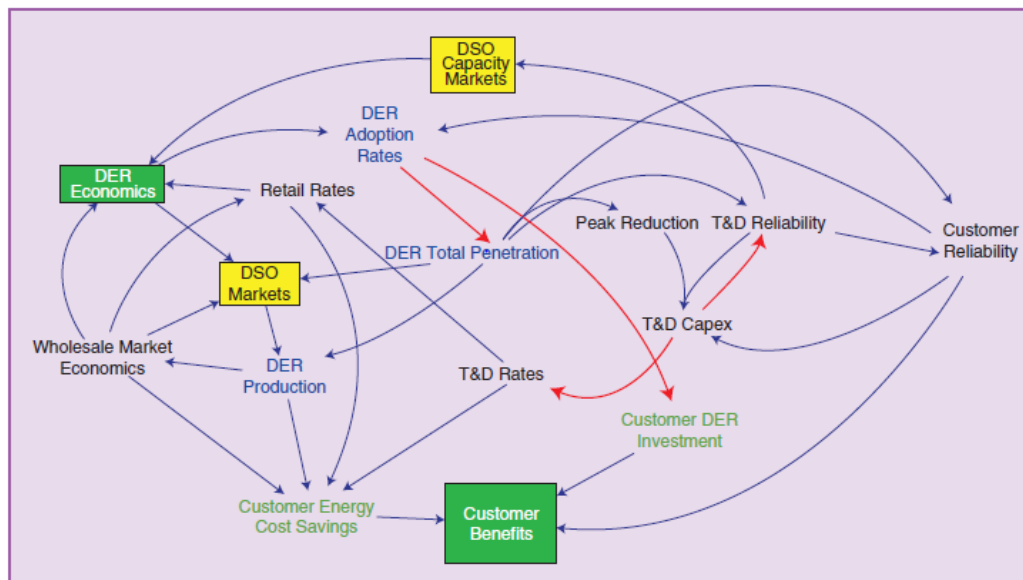 DSO
Capacity
Markets
DER
Adoption
Rates
DER
Economics
Retail Rates
Peak Reduction
T&D Reliability
Customer
Reliability
DER Total Penetration
DSO
Markets
T&D Capex
Wholesale Market
Economics
DER
Production
T&D Rates
Customer DER
Investment
Customer Energy
Cost Savings
Customer
Benefits